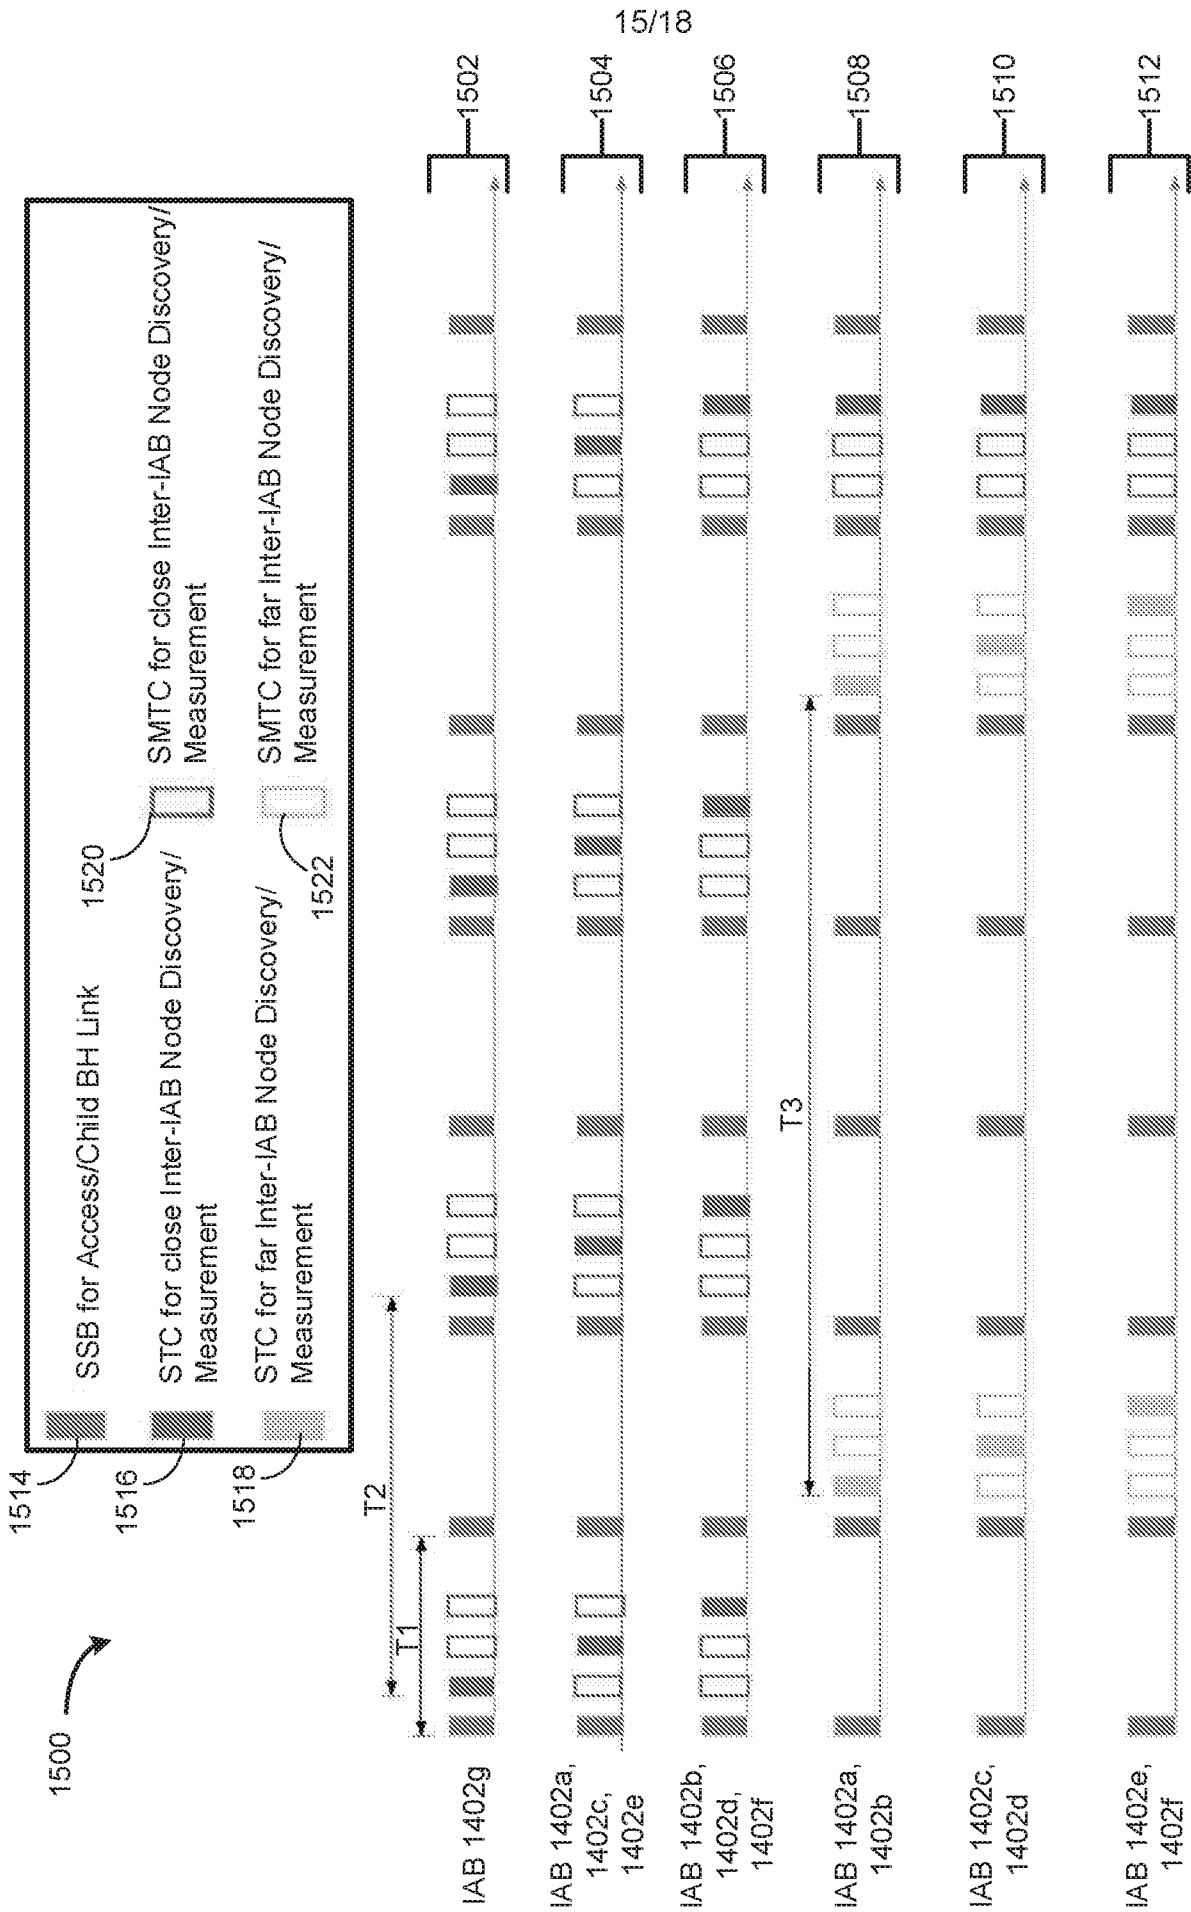 15/18
1500
1514
SSB for Access/Child BH Link
1516
STC for close Inter-IAB Node Discovery/
Measurement
1518
STC for far Inter-IAB Node Discovery/
Measurement
1520
SMTC for close Inter-IAB Node Discovery/
Measurement
1522
SMTC for far Inter-IAB Node Discovery/
Measurement
T2
T1
IAB 1402g
1502
IAB 1402a,
1402c,
1402e
1504
IAB 1402b,
1402d,
1402f
1506
T3
IAB 1402a,
1402b
1508
IAB 1402c,
1402d
1510
IAB 1402e,
1402f
1512